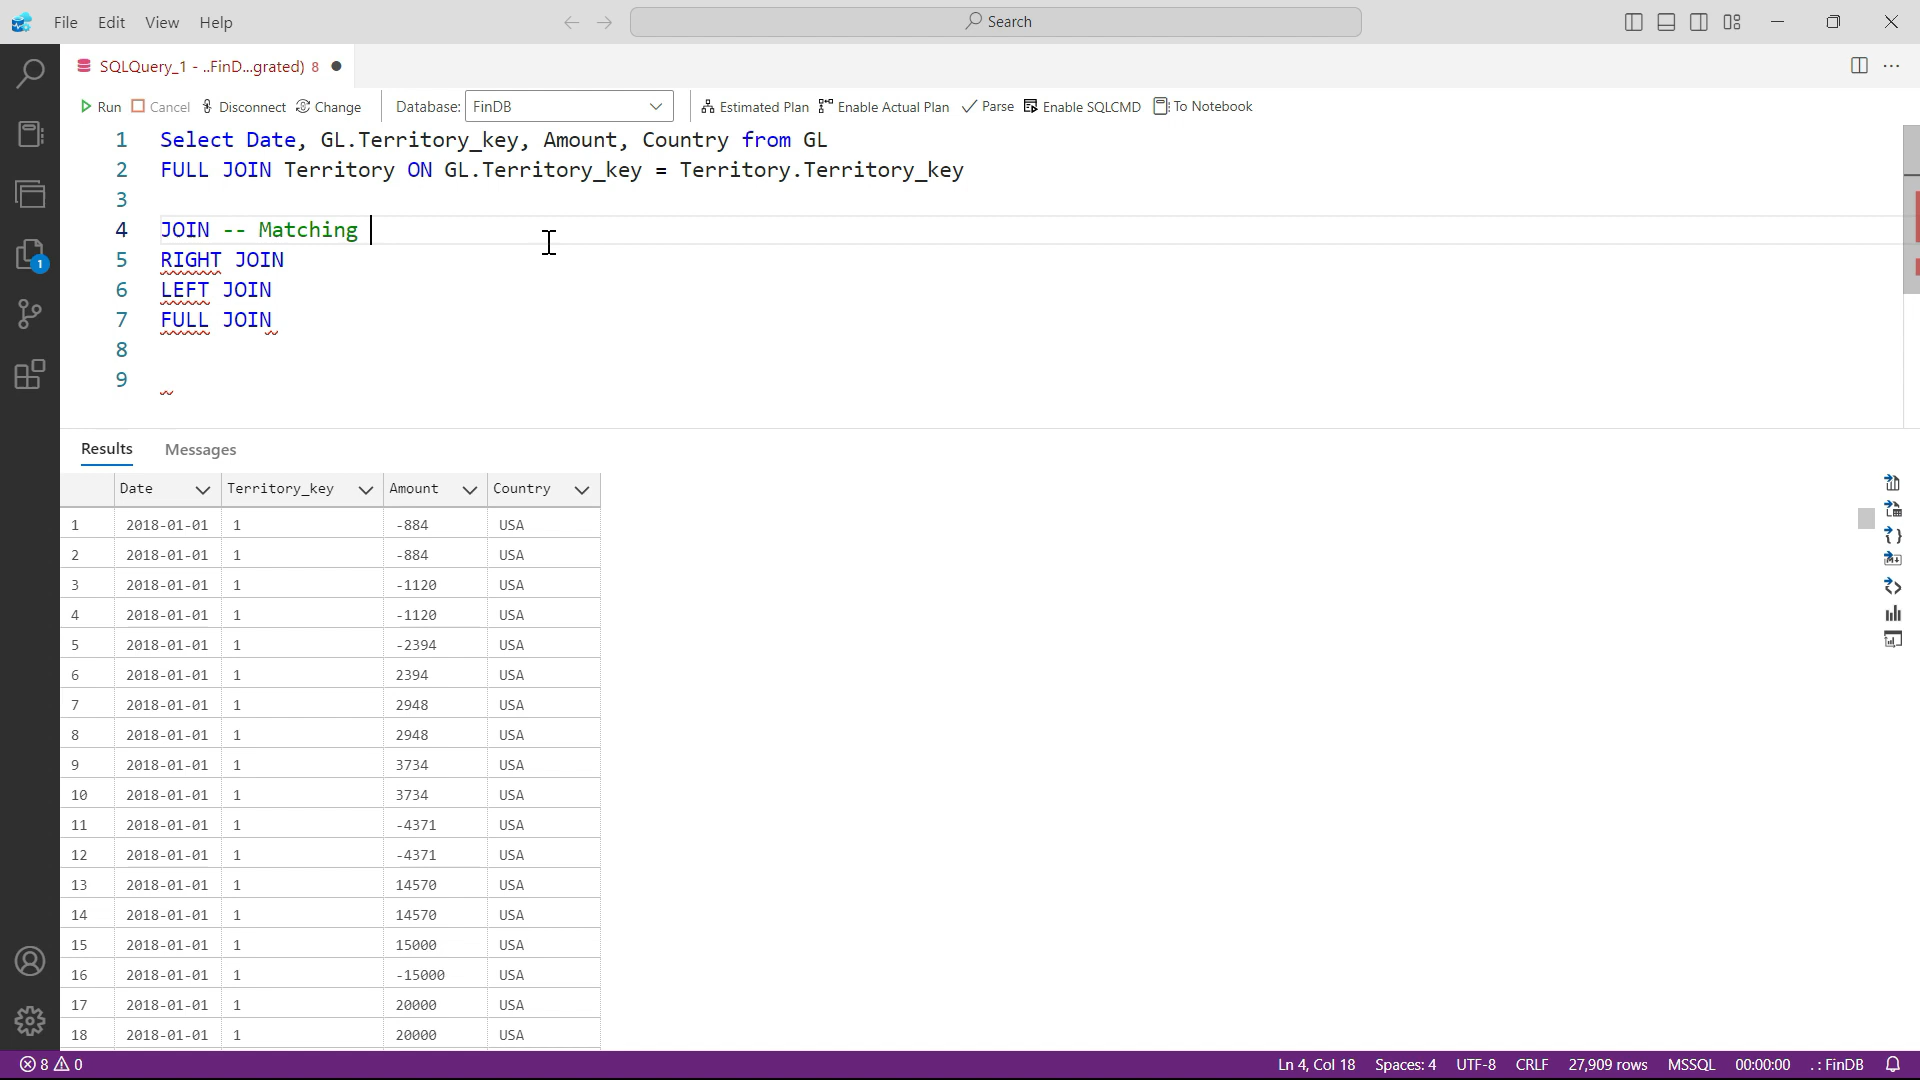 File Edit View Help
Search
SQLQuery_1 - ..FinD...grated) 8
Run Cancel Disconnect Change Database: FinDB Estimated Plan Enable Actual Plan Parse Enable SQLCMD To Notebook
1 Select Date, GL.Territory_key, Amount, Country from GL
2 FULL JOIN Territory ON GL.Territory_key = Territory.Territory_key
3
4 JOIN -- Matching
5 RIGHT JOIN
6 LEFT JOIN
7 FULL JOIN
8
9
1
Results Messages
Date Territory_key Amount Country
1 2018-01-01 1 -884 USA
2 2018-01-01 1 -884 USA
3 2018-01-01 1 -1120 USA
4 2018-01-01 1 -1120 USA
5 2018-01-01 1 -2394 USA
6 2018-01-01 1 2394 USA
7 2018-01-01 1 2948 USA
8 2018-01-01 1 2948 USA
9 2018-01-01 1 3734 USA
10 2018-01-01 1 3734 USA
11 2018-01-01 1 -4371 USA
12 2018-01-01 1 -4371 USA
13 2018-01-01 1 14570 USA
14 2018-01-01 1 14570 USA
15 2018-01-01 1 15000 USA
16 2018-01-01 1 -15000 USA
17 2018-01-01 1 20000 USA
18 2018-01-01 1 20000 USA
8 0 Ln 4, Col 18 Spaces: 4 UTF-8 CRLF 27,909 rows MSSQL 00:00:00 . : FinDB